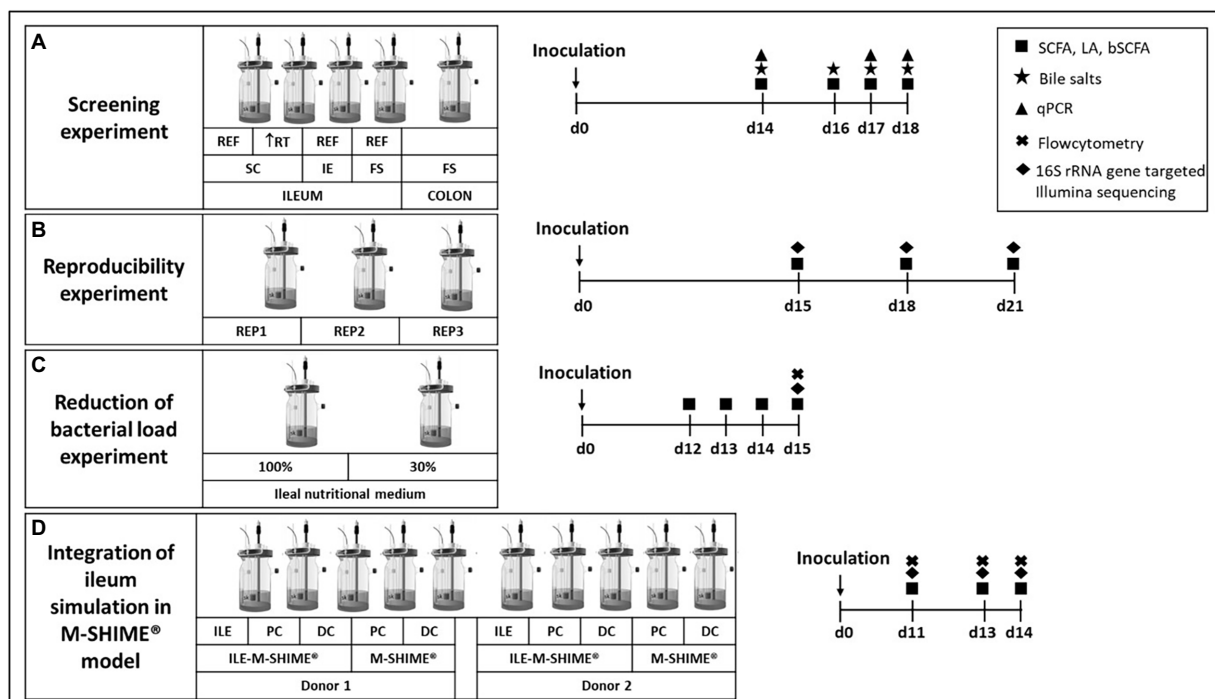 A
Screening
experiment
REF
↑RT
REF
REF
SC
IE
FS
FS
ILEUM
COLON
Inoculation
d0
d14
d16
d17
d18
SCFA, LA, bSCFA
Bile salts
qPCR
Flowcytometry
16S rRNA gene targeted
Illumina sequencing
B
Reproducibility
experiment
REP1
REP2
REP3
Inoculation
d0
d15
d18
d21
C
Reduction of
bacterial load
experiment
100%
30%
Ileal nutritional medium
Inoculation
d0
d12
d13
d14
d15
D
Integration of
ileum
simulation in
M-SHIME®
model
ILE
PC
DC
PC
DC
ILE
PC
DC
PC
DC
ILE-M-SHIME®
M-SHIME®
ILE-M-SHIME®
M-SHIME®
Donor 1
Donor 2
Inoculation
d0
d11
d13
d14